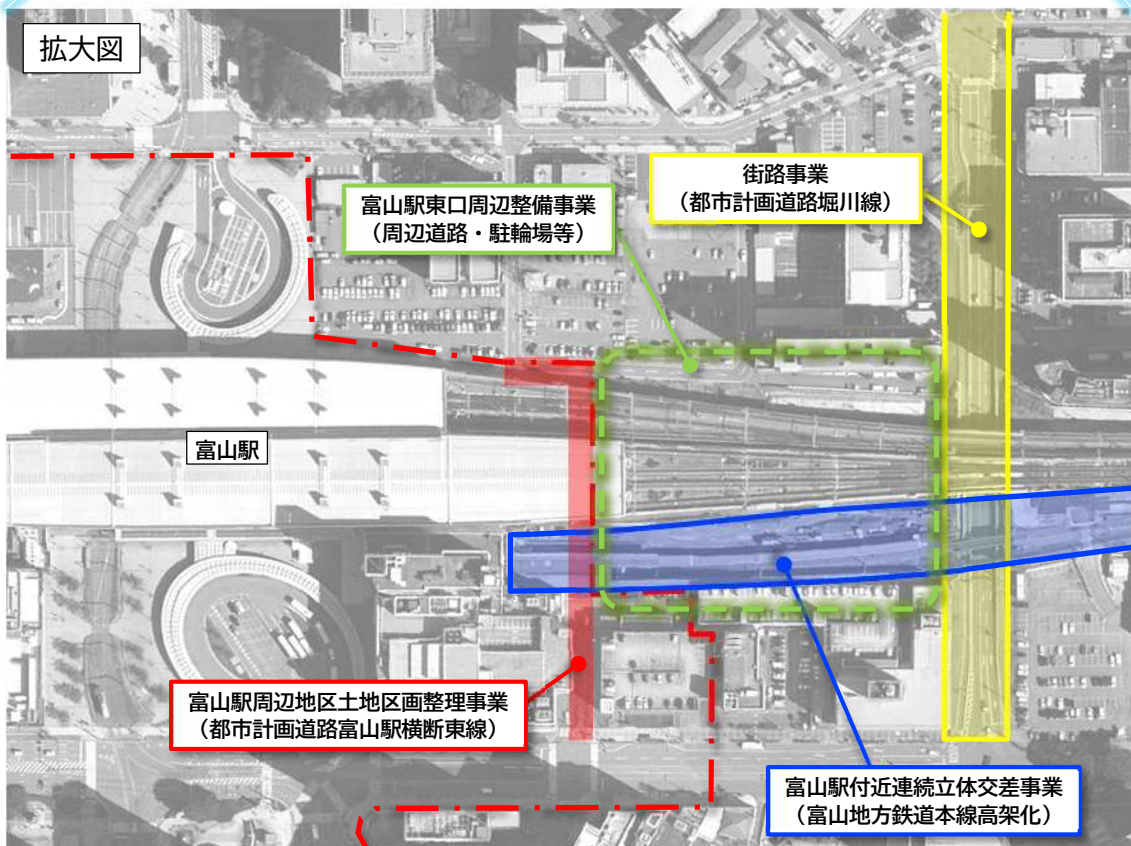 拡大図
街路事業
（都市計画道路堀川線）
富山駅東口周辺整備事業
（周辺道路・駐輪場等）
富山駅
富山駅周辺地区土地区画整理事業
（都市計画道路富山駅横断東線）
富山駅付近連続立体交差事業
（富山地方鉄道本線高架化）